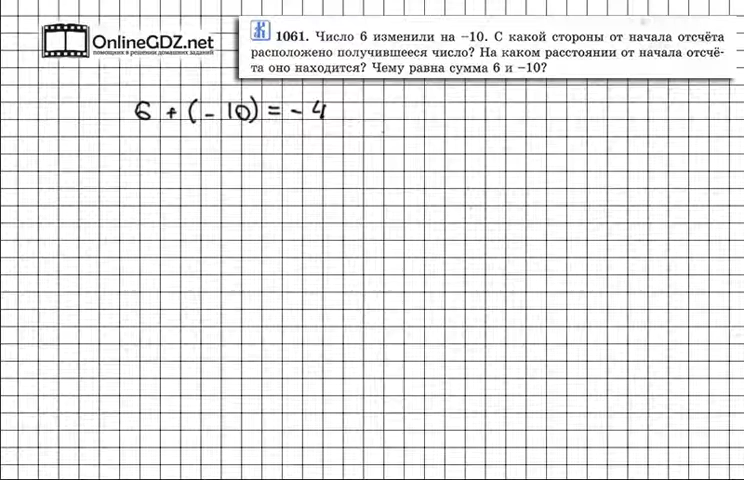 OnlineGDZ.net
помощник в решении домашних заданий
1061. Число 6 изменили на −10. С какой стороны от начала отсчёта
расположено получившееся число? На каком расстоянии от начала отсчё-
та оно находится? Чему равна сумма 6 и −10?
6 + (- 10) = - 4